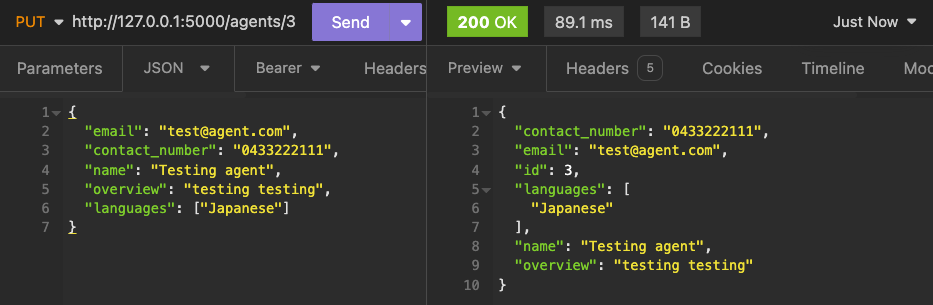 PUT http://127.0.0.1:5000/agents/3 Send 200 OK 89.1 ms 141 B Just Now
Parameters JSON Bearer Headers Preview Headers 5 Cookies Timeline Moc
1 {
2 "email": "test@agent.com",
3 "contact_number": "0433222111",
4 "name": "Testing agent",
5 "overview": "testing testing",
6 "languages": ["Japanese"]
7 }
1 {
2 "contact_number": "0433222111",
3 "email": "test@agent.com",
4 "id": 3,
5 "languages": [
6 "Japanese"
7 ],
8 "name": "Testing agent",
9 "overview": "testing testing"
10 }